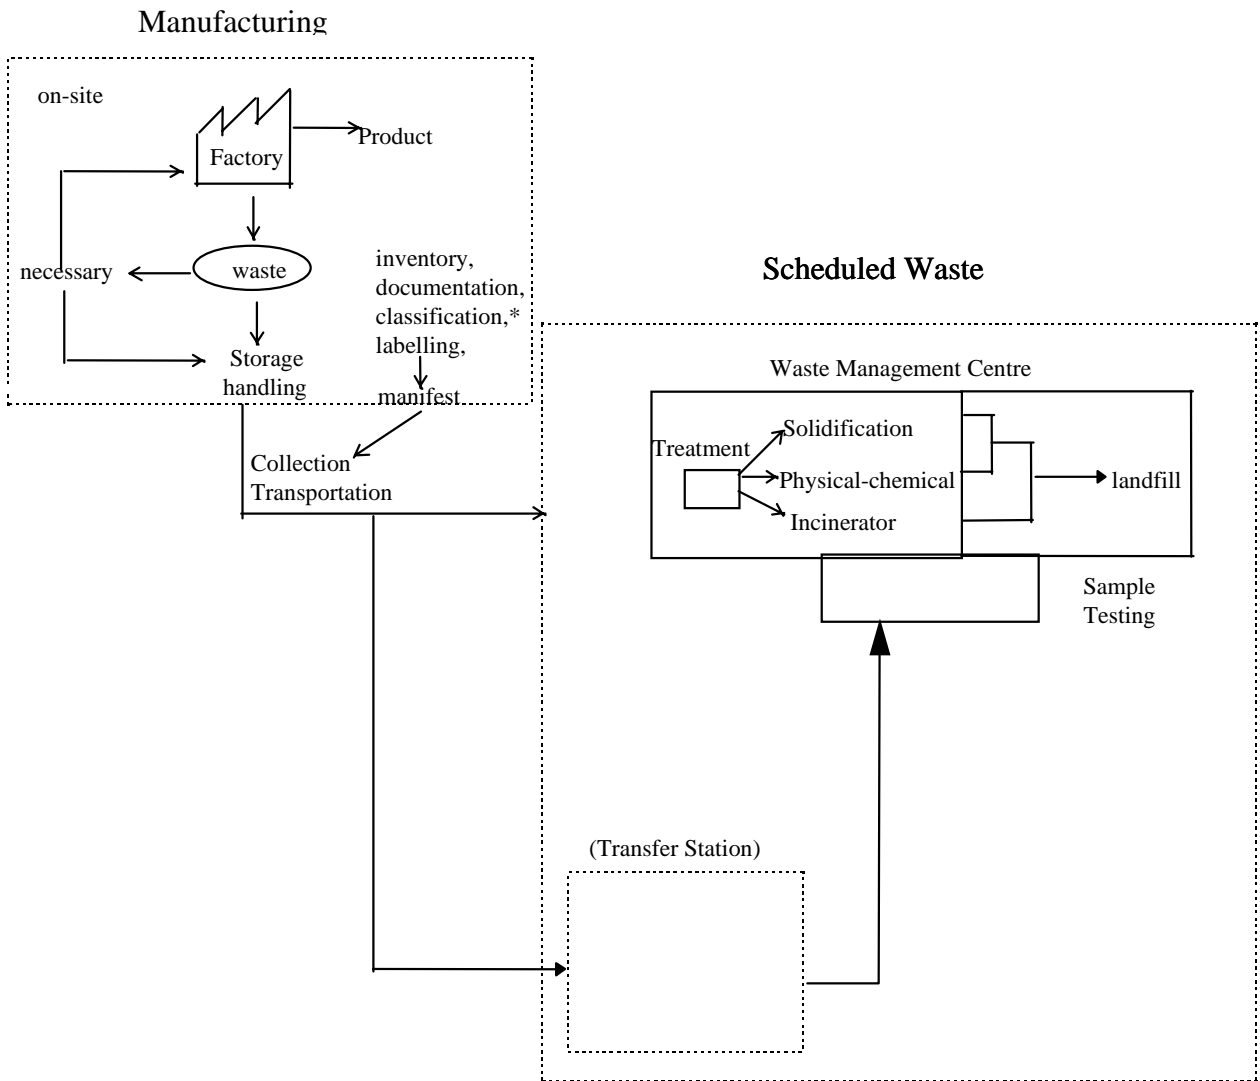 Manufacturing
on-site
Product
Factory
necessary
waste
inventory,
documentation,
classification,*
labelling,
Storage
handling
manifest
Collection
Transportation
Scheduled Waste
Waste Management Centre
Solidification
Treatment
Physical-chemical
landfill
Incinerator
Sample
Testing
(Transfer Station)